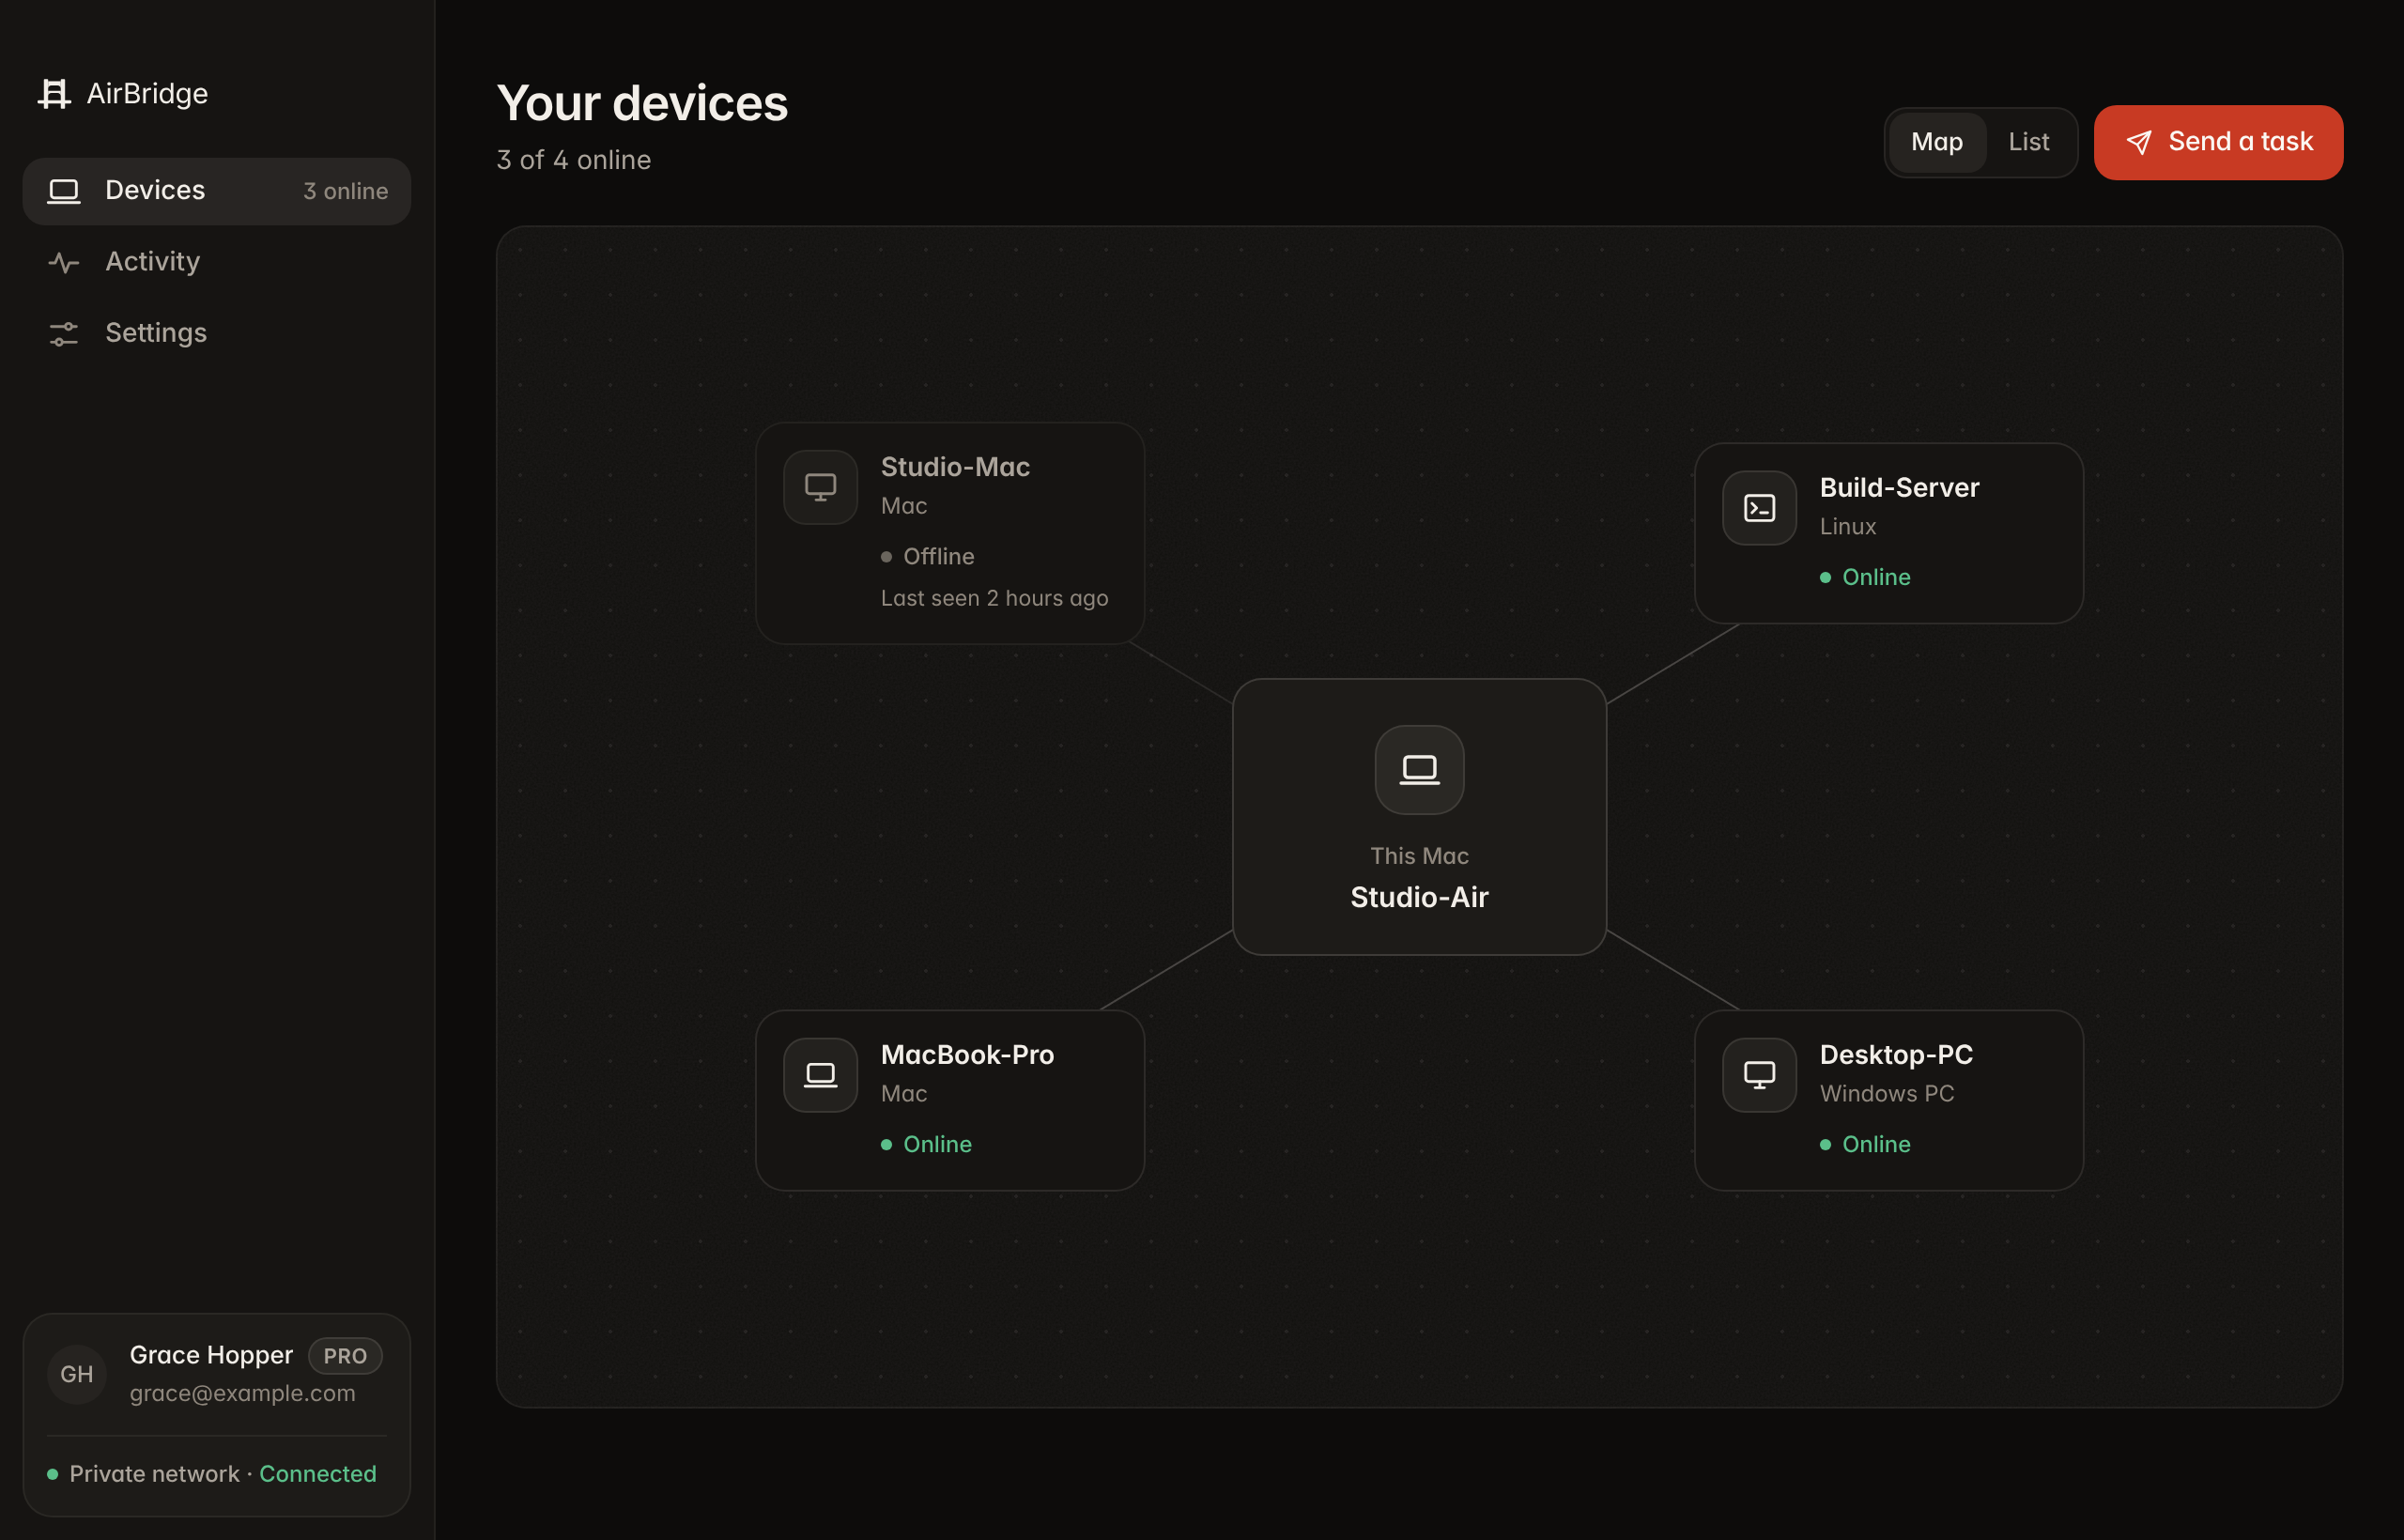 AirBridge
Devices
3 online
Activity
Settings
Your devices
3 of 4 online
Map
List
Send a task
Studio-Mac
Mac
Offline
Last seen 2 hours ago
Build-Server
Linux
Online
This Mac
Studio-Air
MacBook-Pro
Mac
Online
Desktop-PC
Windows PC
Online
GH
Grace Hopper
PRO
grace@example.com
Private network · Connected